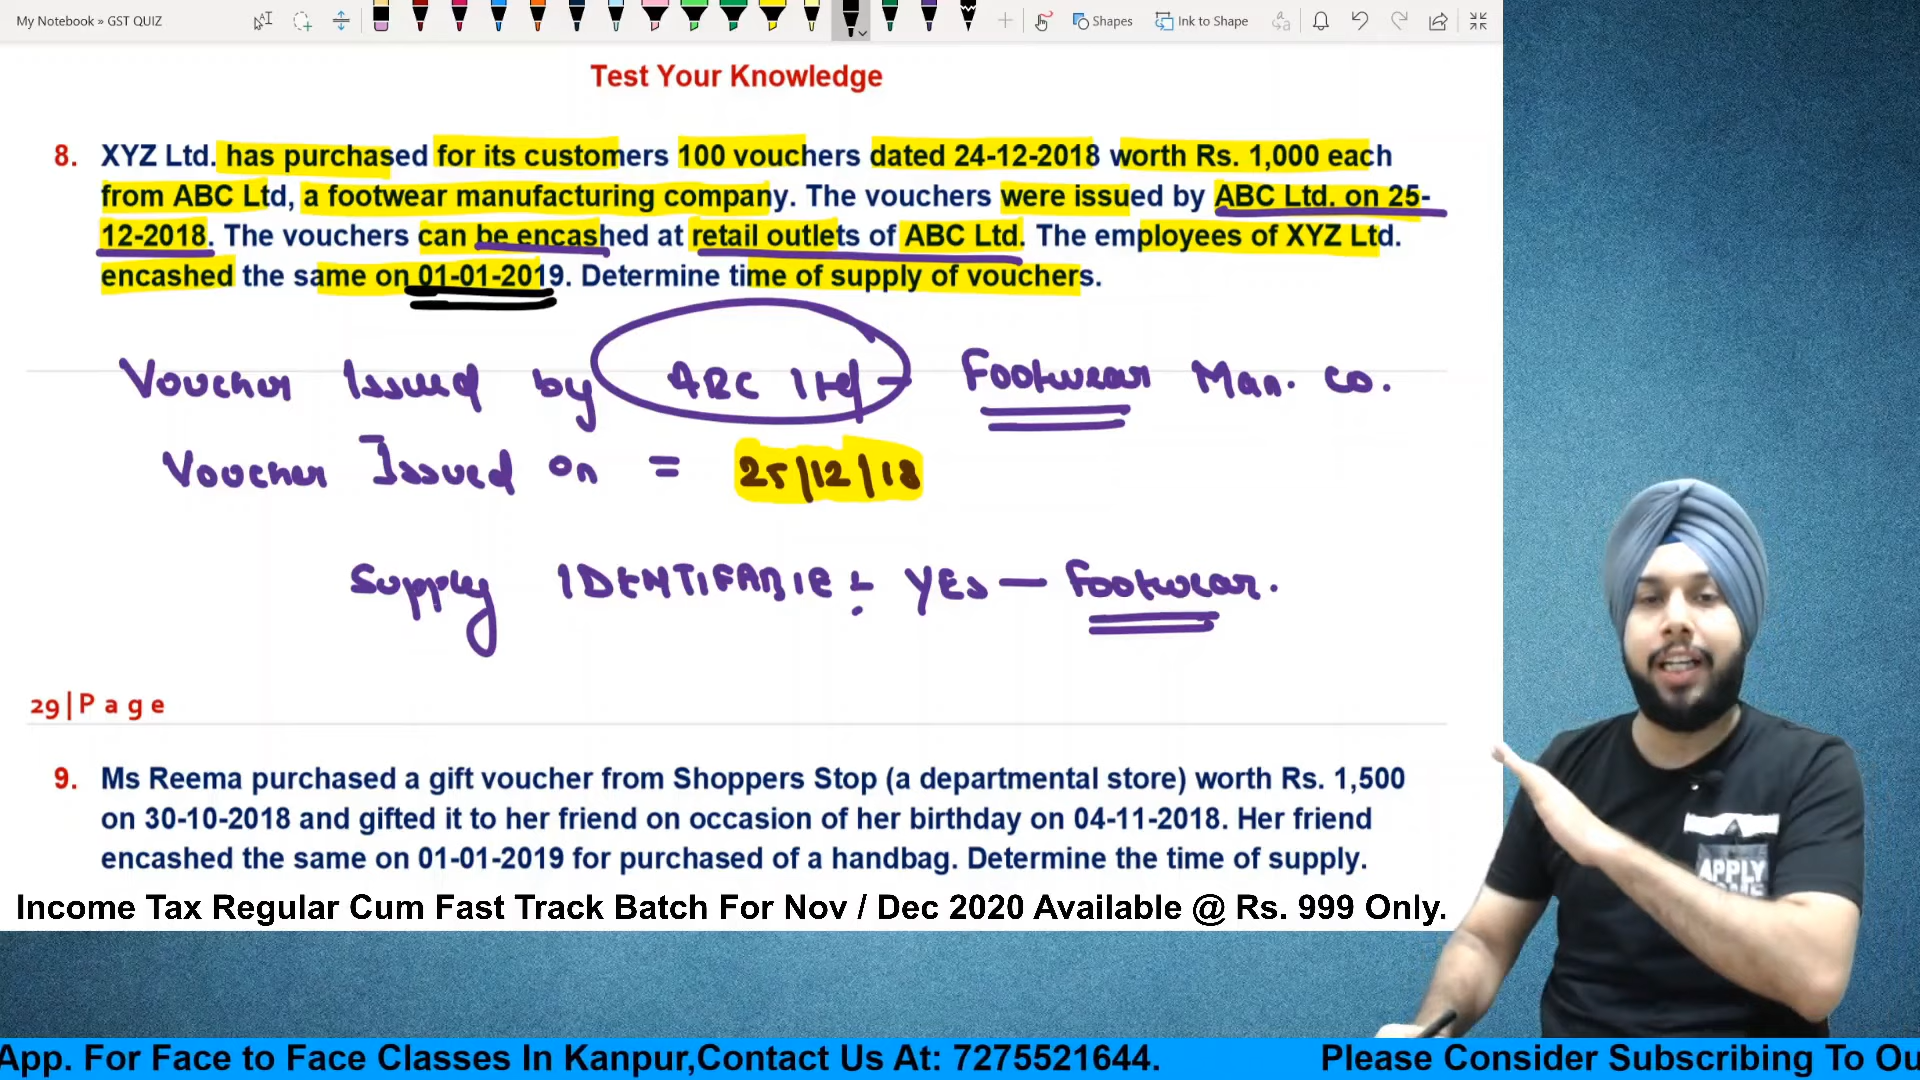 My Notebook » GST QUIZ
Shapes
Ink to Shape
Test Your Knowledge
8. XYZ Ltd. has purchased for its customers 100 vouchers dated 24-12-2018 worth Rs. 1,000 each
from ABC Ltd, a footwear manufacturing company. The vouchers were issued by ABC Ltd. on 25-
12-2018. The vouchers can be encashed at retail outlets of ABC Ltd. The employees of XYZ Ltd.
encashed the same on 01-01-2019. Determine time of supply of vouchers.
Voucher Issued by ABC Ltd - Footwear Man. Co.
Voucher Issued on = 25/12/18
Supply IDENTIFABlE :- YES — Footwear.
29 | P a g e
9. Ms Reema purchased a gift voucher from Shoppers Stop (a departmental store) worth Rs. 1,500
on 30-10-2018 and gifted it to her friend on occasion of her birthday on 04-11-2018. Her friend
encashed the same on 01-01-2019 for purchased of a handbag. Determine the time of supply.
Income Tax Regular Cum Fast Track Batch For Nov / Dec 2020 Available @ Rs. 999 Only.
APPLY
App. For Face to Face Classes In Kanpur,Contact Us At: 7275521644. Please Consider Subscribing To Ou